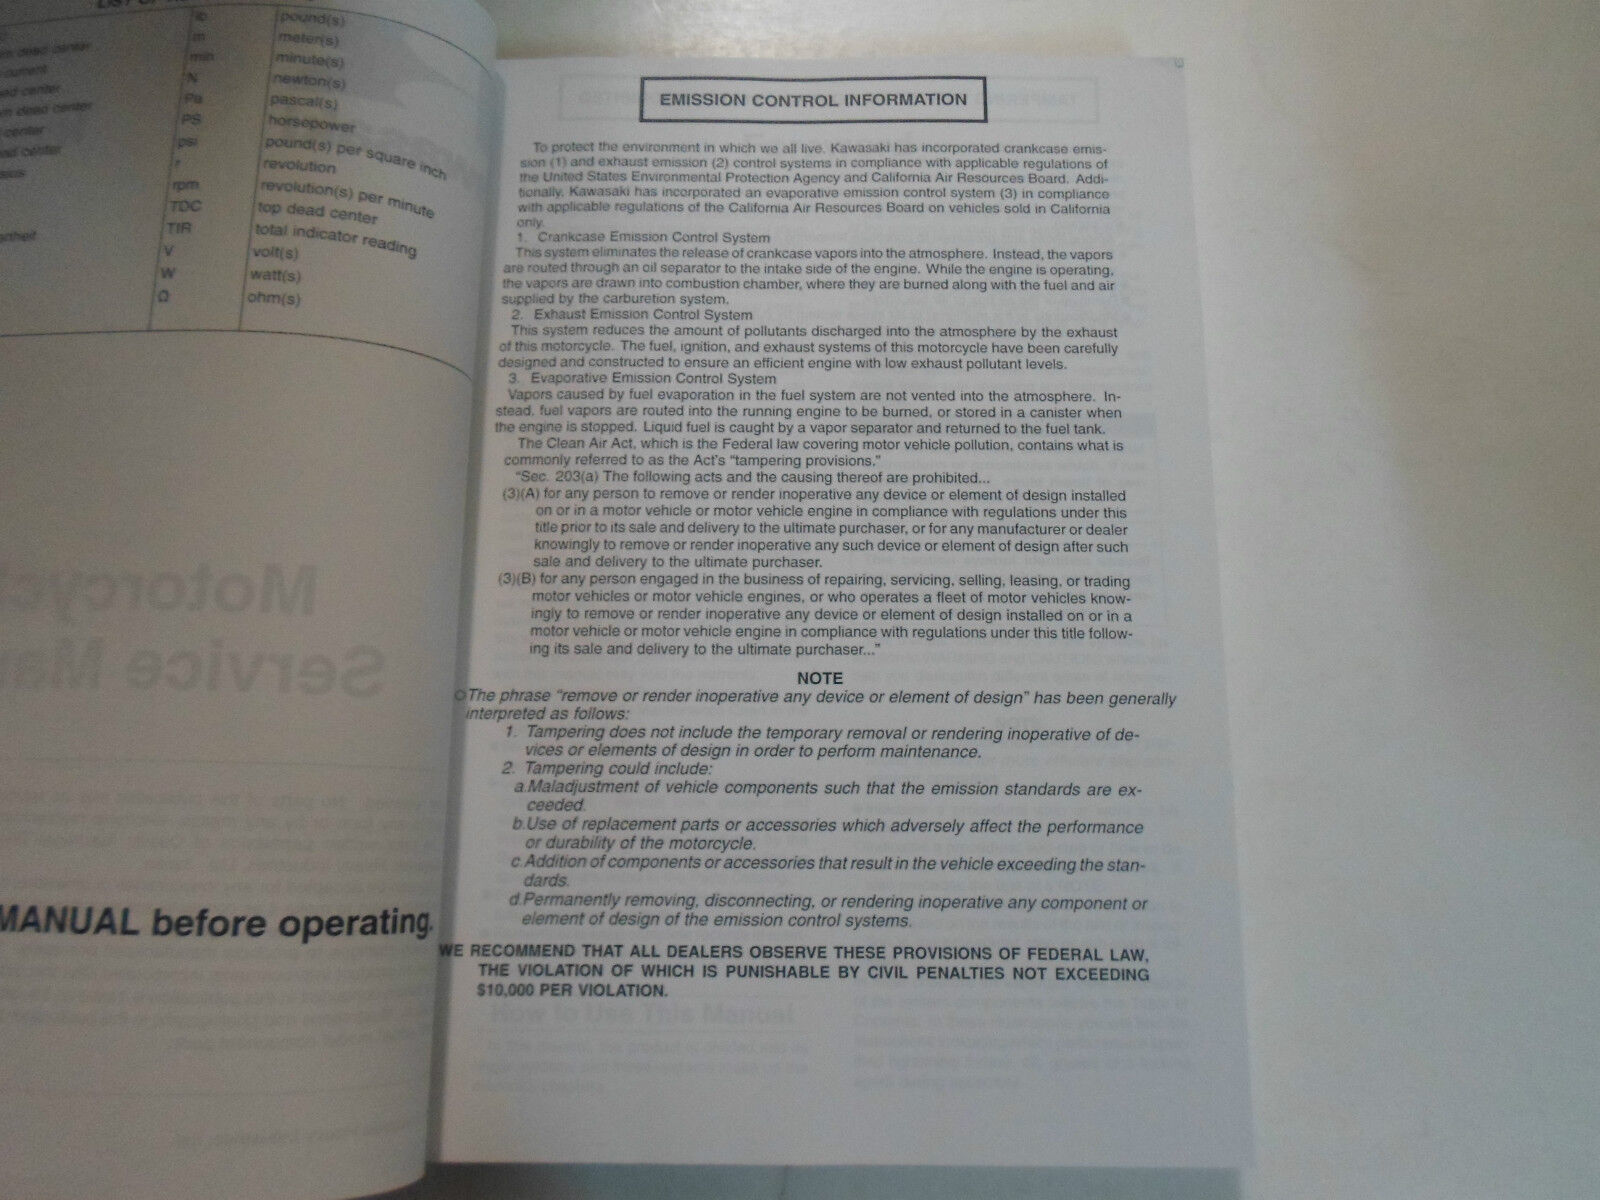 lb pound(s)
m meter(s)
min minute(s)
N newton(s)
Pa pascal(s)
PS horsepower
psi pound(s) per square inch
r revolution
rpm revolution(s) per minute
TDC top dead center
TIR total indicator reading
V volt(s)
W watt(s)
Ω ohm(s)
dead center
current
center
dead center
center
center
MANUAL before operating.
EMISSION CONTROL INFORMATION
To protect the environment in which we all live, Kawasaki has incorporated crankcase emis-
sion (1) and exhaust emission (2) control systems in compliance with applicable regulations of
the United States Environmental Protection Agency and California Air Resources Board. Addi-
tionally, Kawasaki has incorporated an evaporative emission control system (3) in compliance
with applicable regulations of the California Air Resources Board on vehicles sold in California
only.
1. Crankcase Emission Control System
This system eliminates the release of crankcase vapors into the atmosphere. Instead, the vapors
are routed through an oil separator to the intake side of the engine. While the engine is operating,
the vapors are drawn into combustion chamber, where they are burned along with the fuel and air
supplied by the carburetion system.
2. Exhaust Emission Control System
This system reduces the amount of pollutants discharged into the atmosphere by the exhaust
of this motorcycle. The fuel, ignition, and exhaust systems of this motorcycle have been carefully
designed and constructed to ensure an efficient engine with low exhaust pollutant levels.
3. Evaporative Emission Control System
Vapors caused by fuel evaporation in the fuel system are not vented into the atmosphere. In-
stead, fuel vapors are routed into the running engine to be burned, or stored in a canister when
the engine is stopped. Liquid fuel is caught by a vapor separator and returned to the fuel tank.
The Clean Air Act, which is the Federal law covering motor vehicle pollution, contains what is
commonly referred to as the Act's "tampering provisions."
"Sec. 203(a) The following acts and the causing thereof are prohibited...
(3)(A) for any person to remove or render inoperative any device or element of design installed
on or in a motor vehicle or motor vehicle engine in compliance with regulations under this
title prior to its sale and delivery to the ultimate purchaser, or for any manufacturer or dealer
knowingly to remove or render inoperative any such device or element of design after such
sale and delivery to the ultimate purchaser.
(3)(B) for any person engaged in the business of repairing, servicing, selling, leasing, or trading
motor vehicles or motor vehicle engines, or who operates a fleet of motor vehicles know-
ingly to remove or render inoperative any device or element of design installed on or in a
motor vehicle or motor vehicle engine in compliance with regulations under this title follow-
ing its sale and delivery to the ultimate purchaser..."
NOTE
○The phrase "remove or render inoperative any device or element of design" has been generally
interpreted as follows:
1. Tampering does not include the temporary removal or rendering inoperative of de-
vices or elements of design in order to perform maintenance.
2. Tampering could include:
a.Maladjustment of vehicle components such that the emission standards are ex-
ceeded.
b.Use of replacement parts or accessories which adversely affect the performance
or durability of the motorcycle.
c.Addition of components or accessories that result in the vehicle exceeding the stan-
dards.
d.Permanently removing, disconnecting, or rendering inoperative any component or
element of design of the emission control systems.
WE RECOMMEND THAT ALL DEALERS OBSERVE THESE PROVISIONS OF FEDERAL LAW,
THE VIOLATION OF WHICH IS PUNISHABLE BY CIVIL PENALTIES NOT EXCEEDING
$10,000 PER VIOLATION.